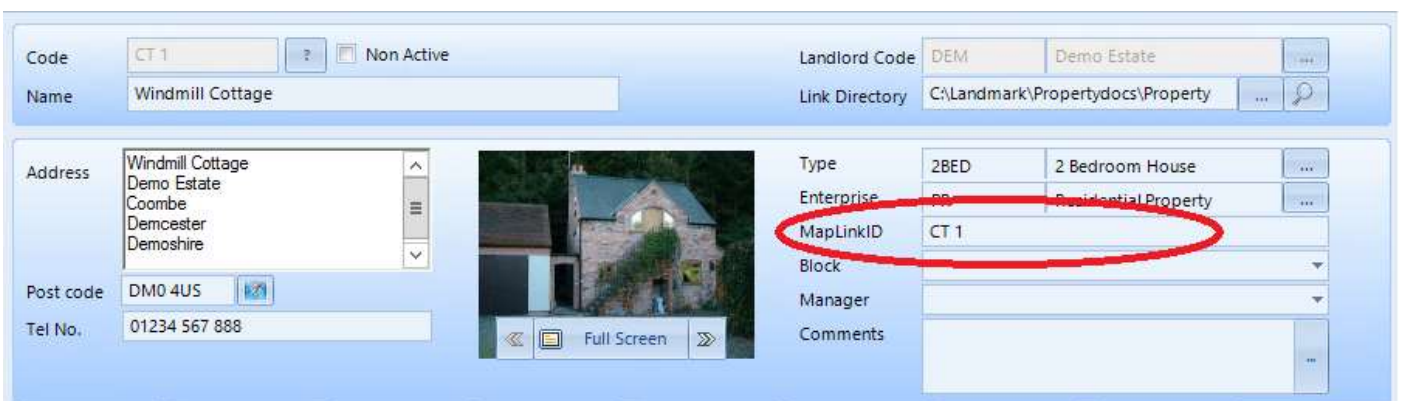 Code CT 1 ? Non Active
Name Windmill Cottage
Landlord Code DEM Demo Estate ...
Link Directory C:\Landmark\Propertydocs\Property ...
Address
Windmill Cottage
Demo Estate
Coombe
Demcester
Demoshire
Post code DM0 4US
Tel No. 01234 567 888
Full Screen
Type 2BED 2 Bedroom House ...
Enterprise PR Residential Property ...
MapLinkID CT 1
Block
Manager
Comments ...